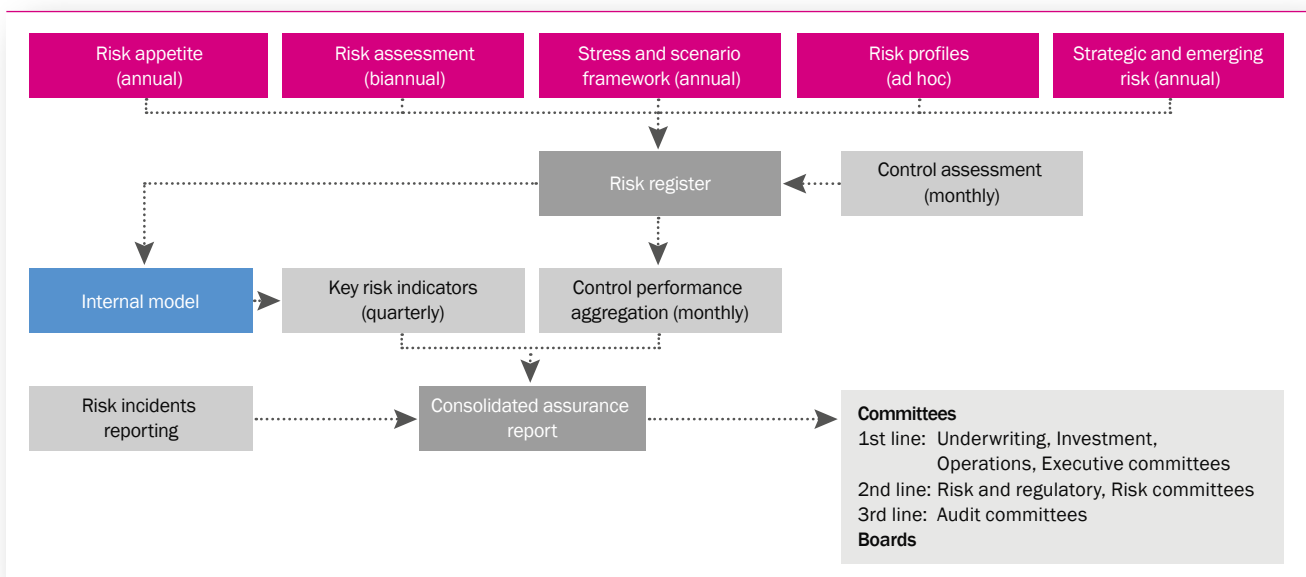 Risk appetite
(annual)
Risk assessment
(biannual)
Stress and scenario
framework (annual)
Risk profiles
(ad hoc)
Strategic and emerging
risk (annual)
Risk register
Control assessment
(monthly)
Internal model
Key risk indicators
(quarterly)
Control performance
aggregation (monthly)
Risk incidents
reporting
Consolidated assurance
report
Committees
1st line: Underwriting, Investment,
Operations, Executive committees
2nd line: Risk and regulatory, Risk committees
3rd line: Audit committees
Boards